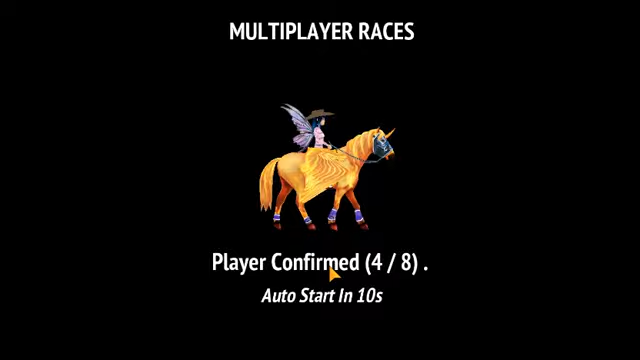 MULTIPLAYER RACES
Player Confirmed (4 / 8) .
Auto Start In 10s